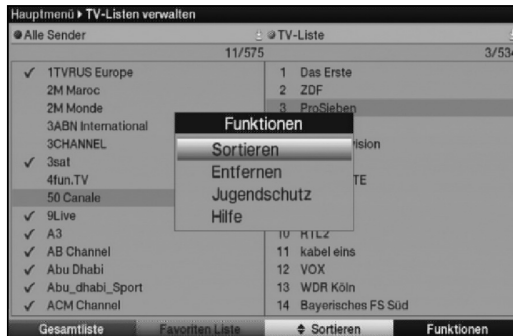 Hauptmenü ▸ TV-Listen verwalten
Alle Sender
11/575
✓ 1TVRUS Europe
2M Maroc
2M Monde
3ABN International
3CHANNEL
✓ 3sat
4fun.TV
50 Canale
✓ 9Live
✓ A3
✓ AB Channel
✓ Abu Dhabi
✓ Abu_dhabi_Sport
✓ ACM Channel
TV-Liste
3/534
1 Das Erste
2 ZDF
3 ProSieben
ision
TE
10 RTL2
11 kabel eins
12 VOX
13 WDR Köln
14 Bayerisches FS Süd
Funktionen
Sortieren
Entfernen
Jugendschutz
Hilfe
Gesamtliste Favoriten Liste Sortieren Funktionen